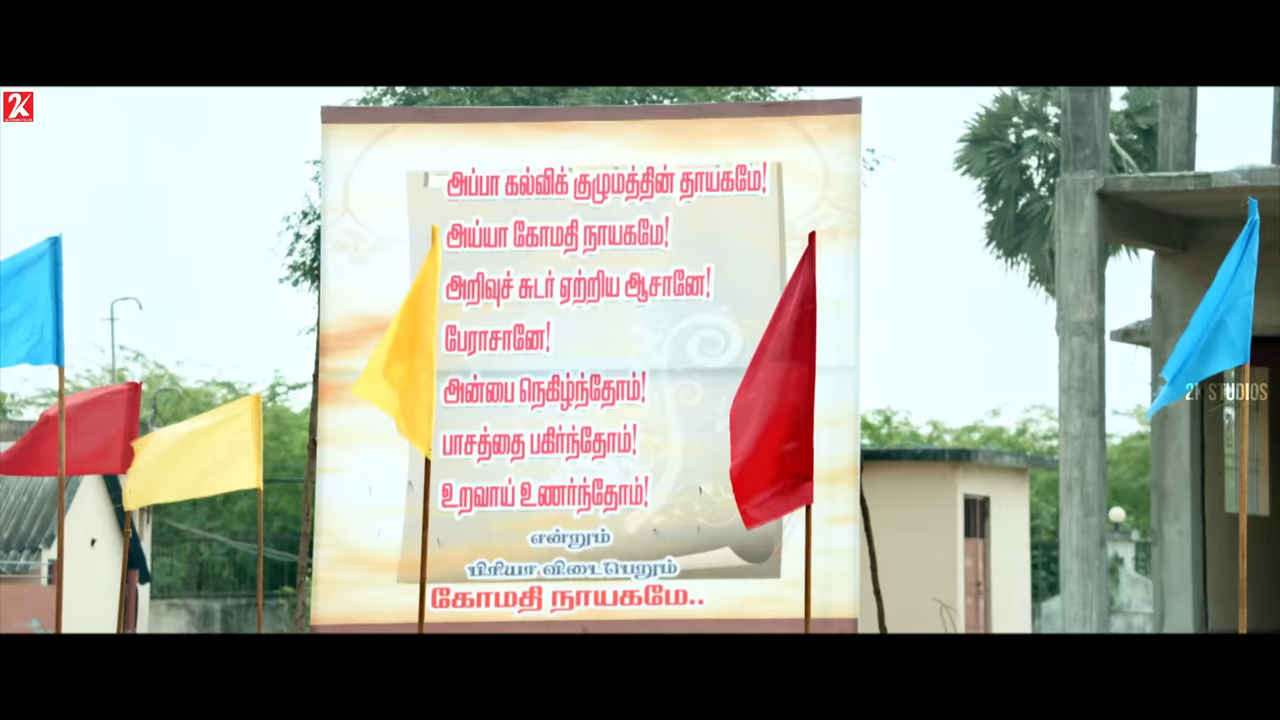 2K
அப்பா கல்விக் குழுமத்தின் தாயகமே!
அய்யா கோமதி நாயகமே!
அறிவுச் சுடர் ஏற்றிய ஆசானே!
பேராசானே!
அன்பை நெகிழ்ந்தோம்!
பாசத்தை பகிர்ந்தோம்!
உறவாய் உணர்ந்தோம்!
என்றும்
பிரியா விடைபெறும்
கோமதி நாயகமே..
2K STUDIOS